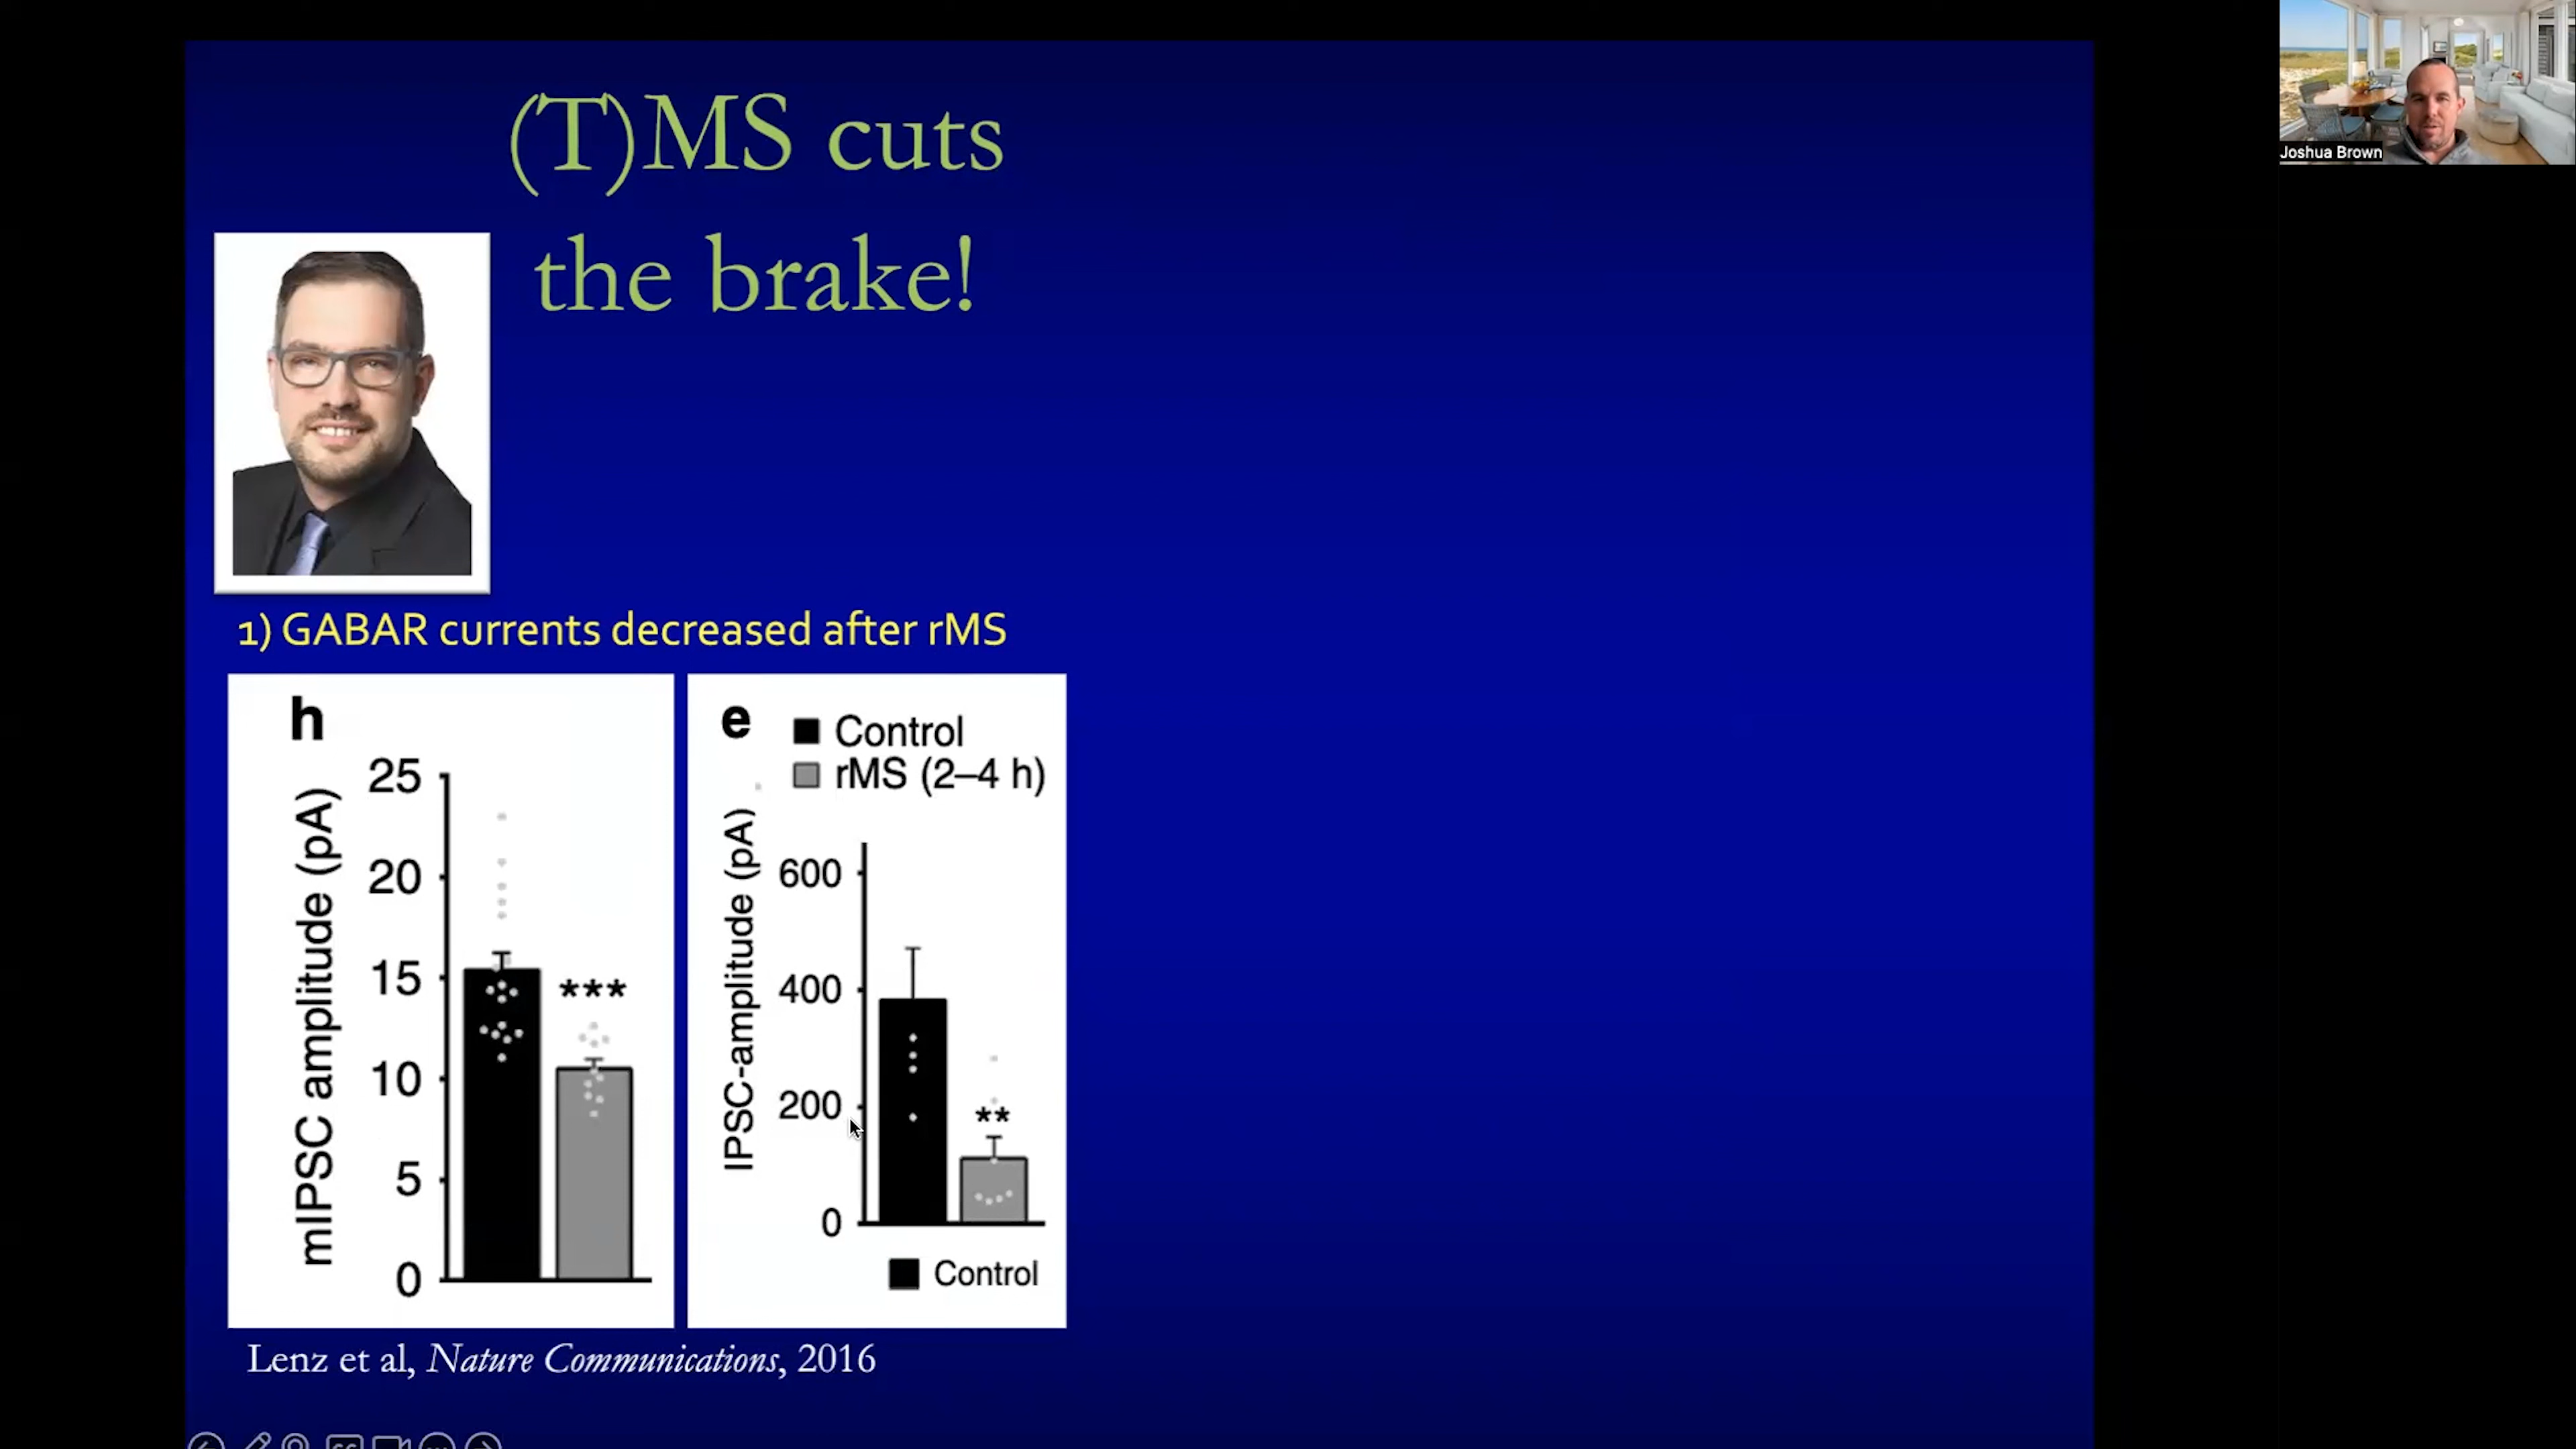 (T)MS cuts
the brake!
Joshua Brown
1) GABAR currents decreased after rMS
h
mIPSC amplitude (pA)
25
20
15
10
5
0
***
e
Control
rMS (2–4 h)
IPSC-amplitude (pA)
600
400
200
0
**
Control
Lenz et al, Nature Communications, 2016